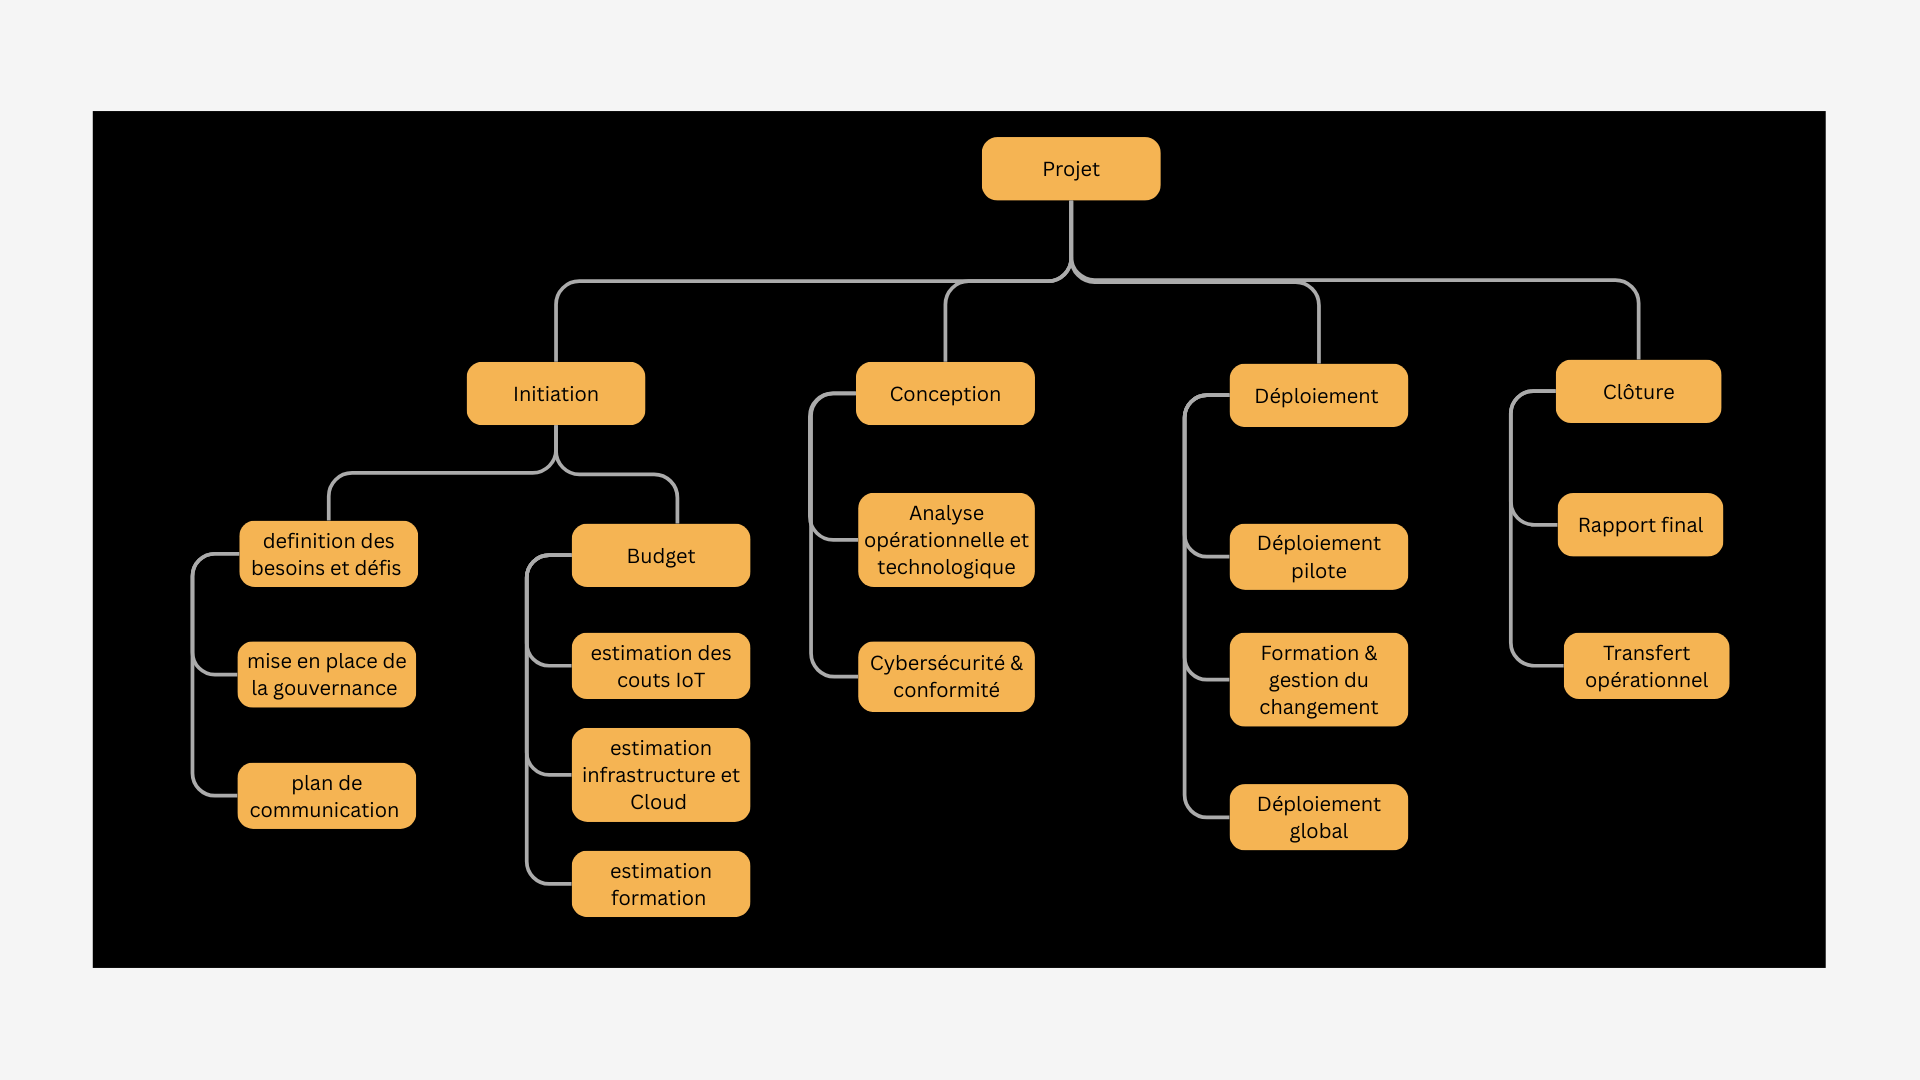 Projet
Initiation
Conception
Déploiement
Clôture
definition des
besoins et défis
mise en place de
la gouvernance
plan de
communication
Budget
estimation des
couts IoT
estimation
infrastructure et
Cloud
estimation
formation
Analyse
opérationnelle et
technologique
Cybersécurité &
conformité
Déploiement
pilote
Formation &
gestion du
changement
Déploiement
global
Rapport final
Transfert
opérationnel